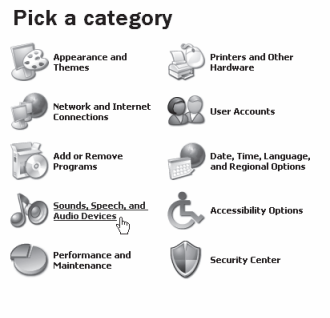 Pick a category
Appearance and
Themes
Printers and Other
Hardware
Network and Internet
Connections
User Accounts
Add or Remove
Programs
Date, Time, Language,
and Regional Options
Sounds, Speech, and
Audio Devices
Accessibility Options
Performance and
Maintenance
Security Center